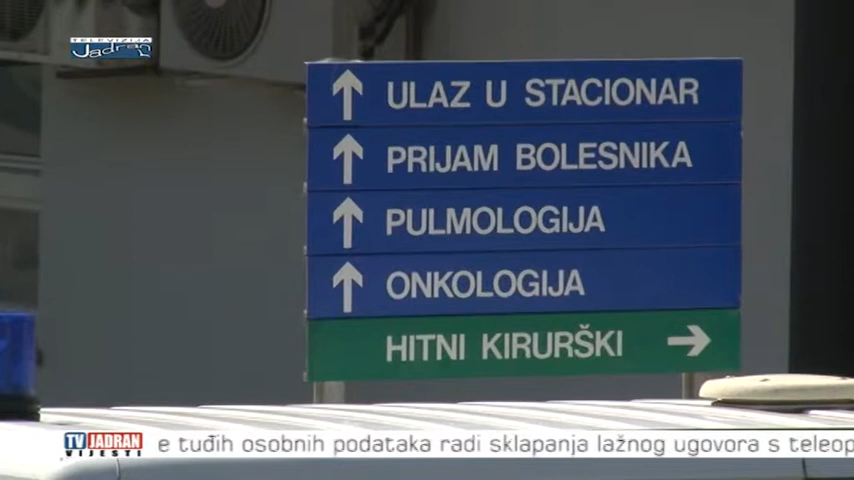 TELEVIZIJA
Jadran
ULAZ U STACIONAR
PRIJAM BOLESNIKA
PULMOLOGIJA
ONKOLOGIJA
HITNI KIRURŠKI
TV JADRAN
VIJESTI
e tuđih osobnih podataka radi sklapanja lažnog ugovora s teleop